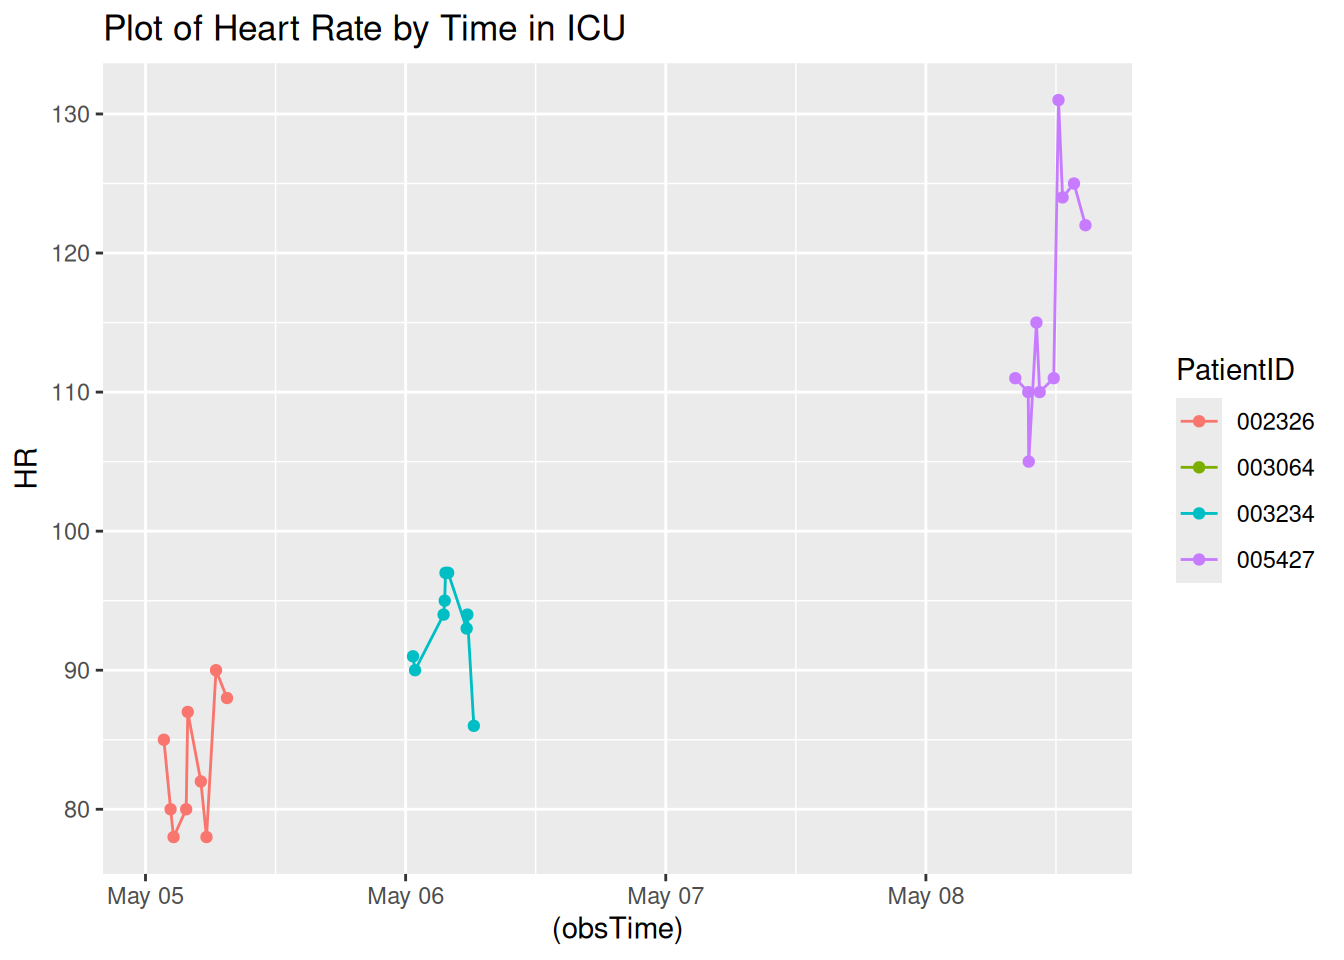 Plot of Heart Rate by Time in ICU
130
120
110
100
90
80
HR
May 05
May 06
May 07
May 08
(obsTime)
PatientID
002326
003064
003234
005427